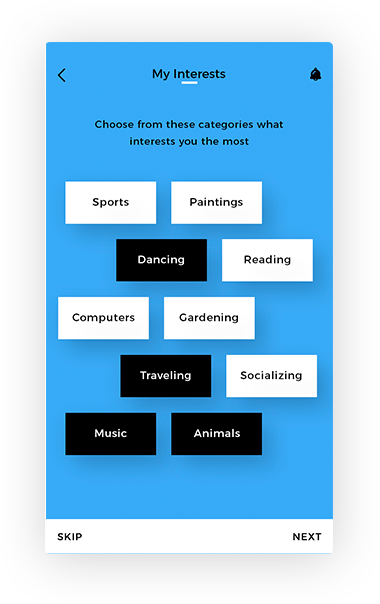 My Interests
Choose from these categories what
interests you the most
Sports Paintings
Dancing Reading
Computers Gardening
Traveling Socializing
Music Animals
SKIP NEXT